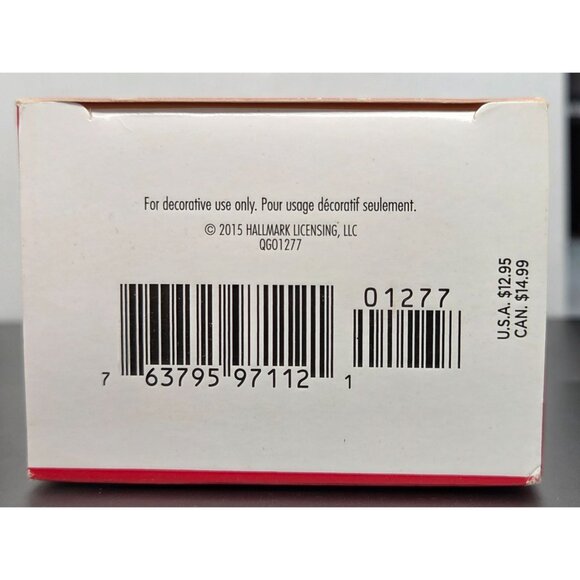 For decorative use only. Pour usage décoratif seulement.
© 2015 HALLMARK LICENSING, LLC
QGO1277
01277
7 63795 97112 1
U.S.A. $12.95
CAN. $14.99